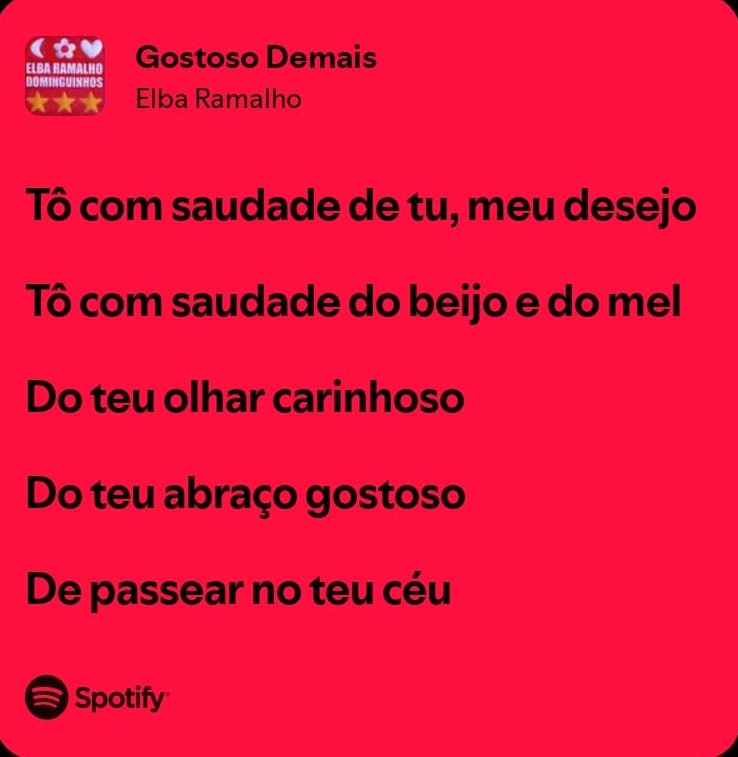 ELBA RAMALHO
DOMINGUINHOS
Gostoso Demais
Elba Ramalho
Tô com saudade de tu, meu desejo
Tô com saudade do beijo e do mel
Do teu olhar carinhoso
Do teu abraço gostoso
De passear no teu céu
Spotify